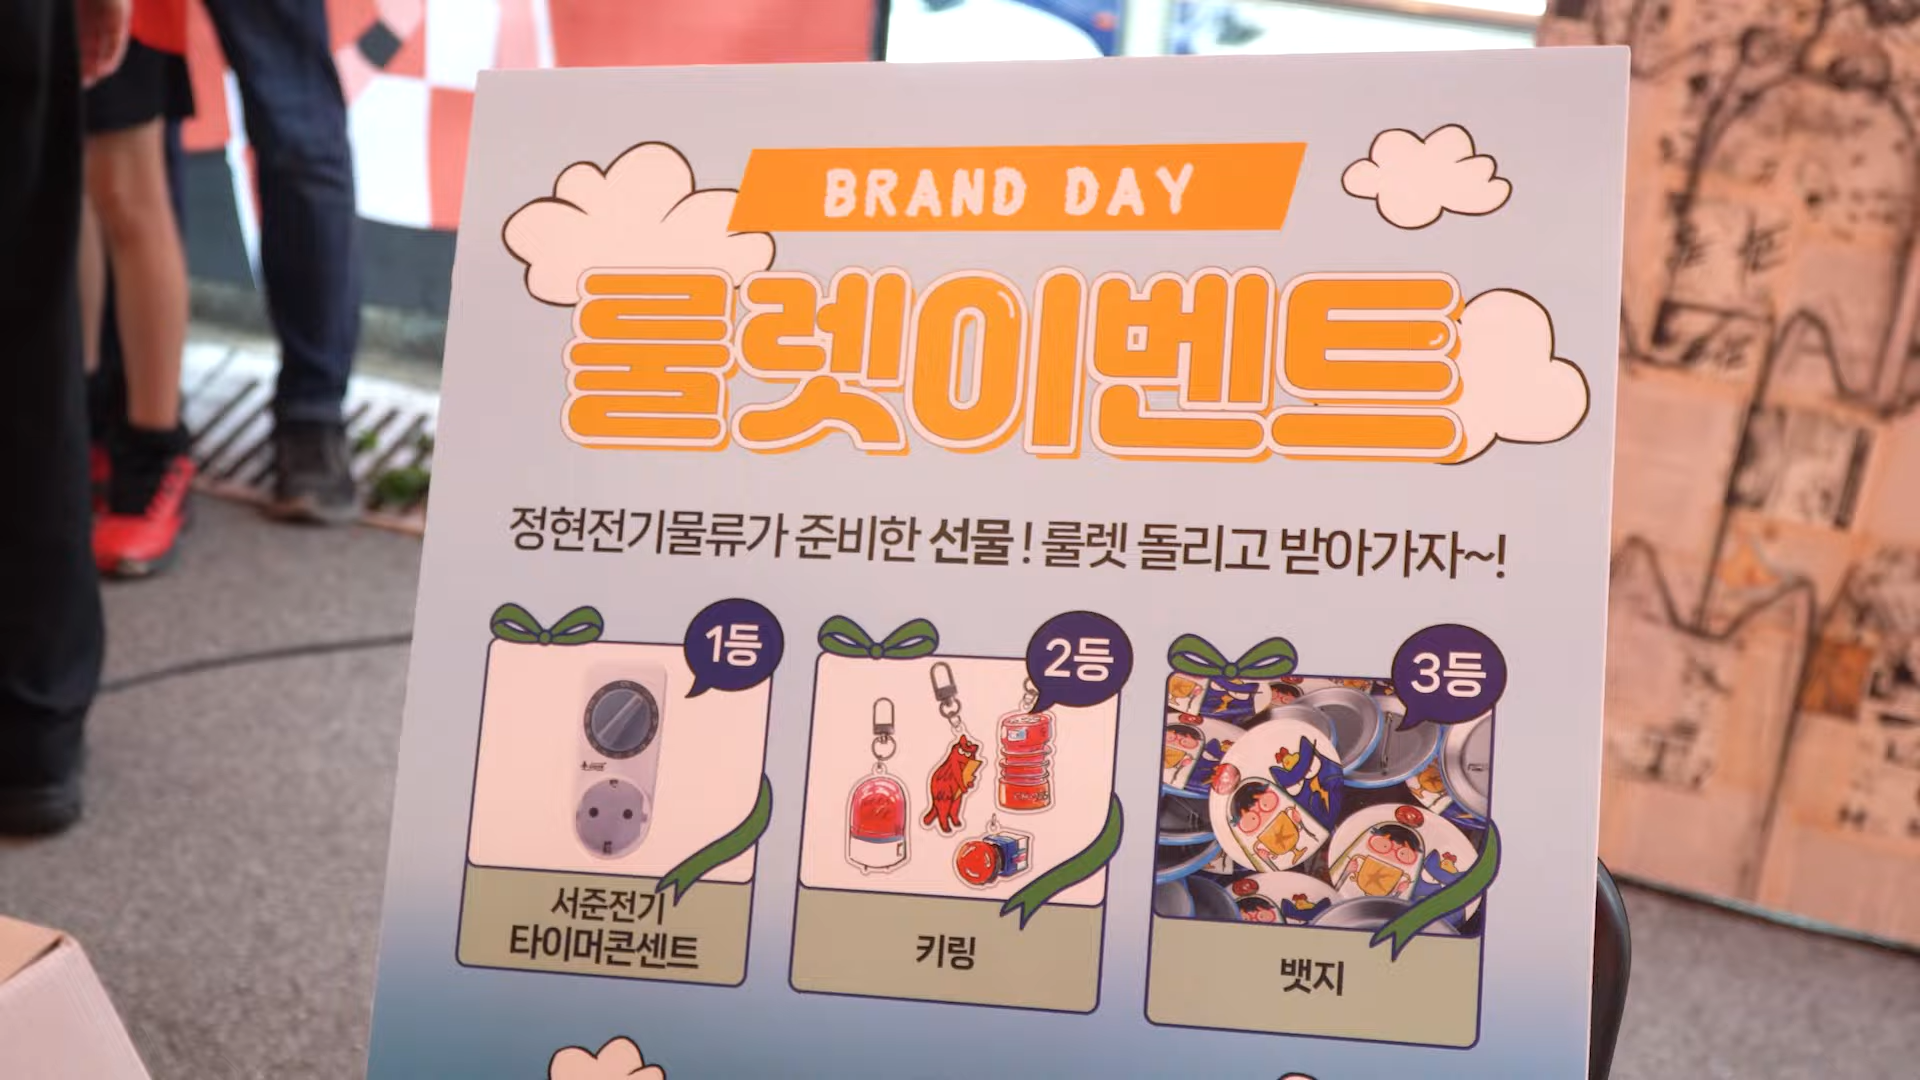 BRAND DAY
룰렛이벤트
정현전기물류가 준비한 선물! 룰렛 돌리고 받아가자~!
1등
2등
3등
서준전기
타이머콘센트
키링
뱃지